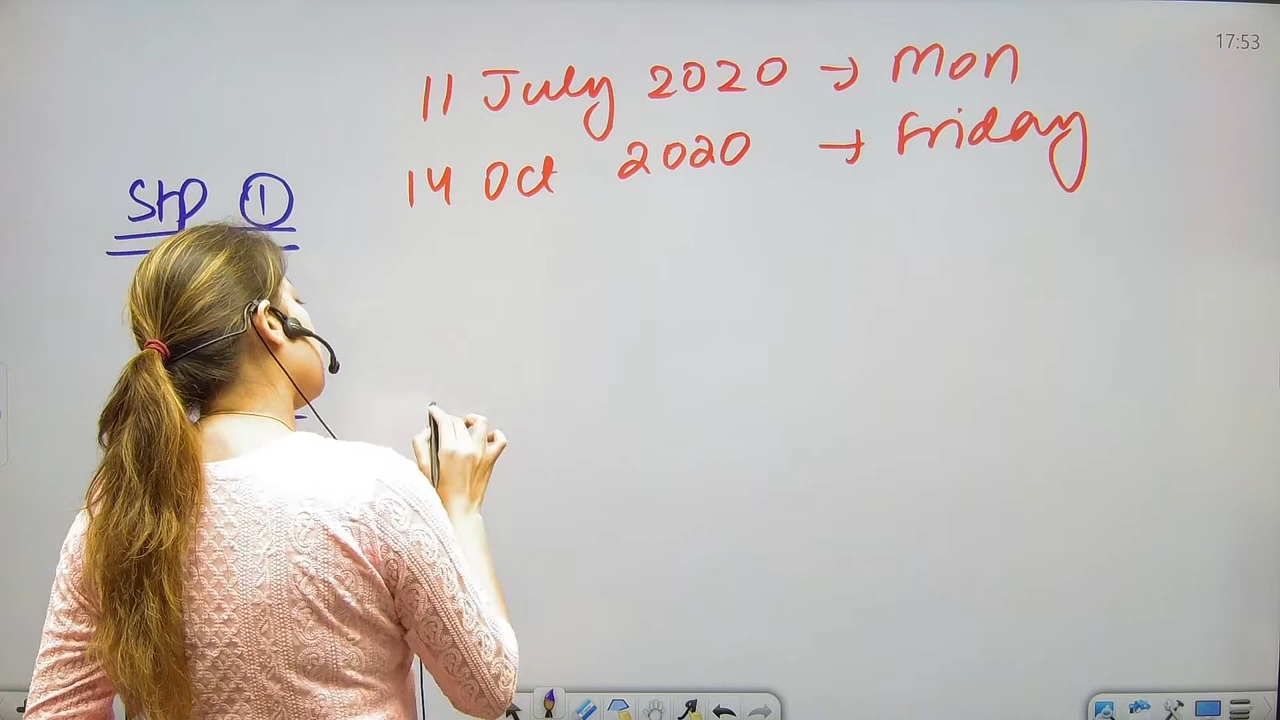 17:53
11 July 2020 → Mon
14 Oct 2020 → Friday
Stp ①